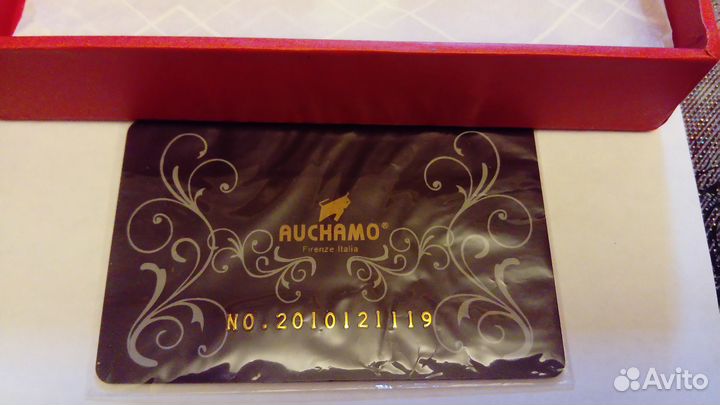 AUCHAMO®
Firenze Italia
NO.2010121119
Avito